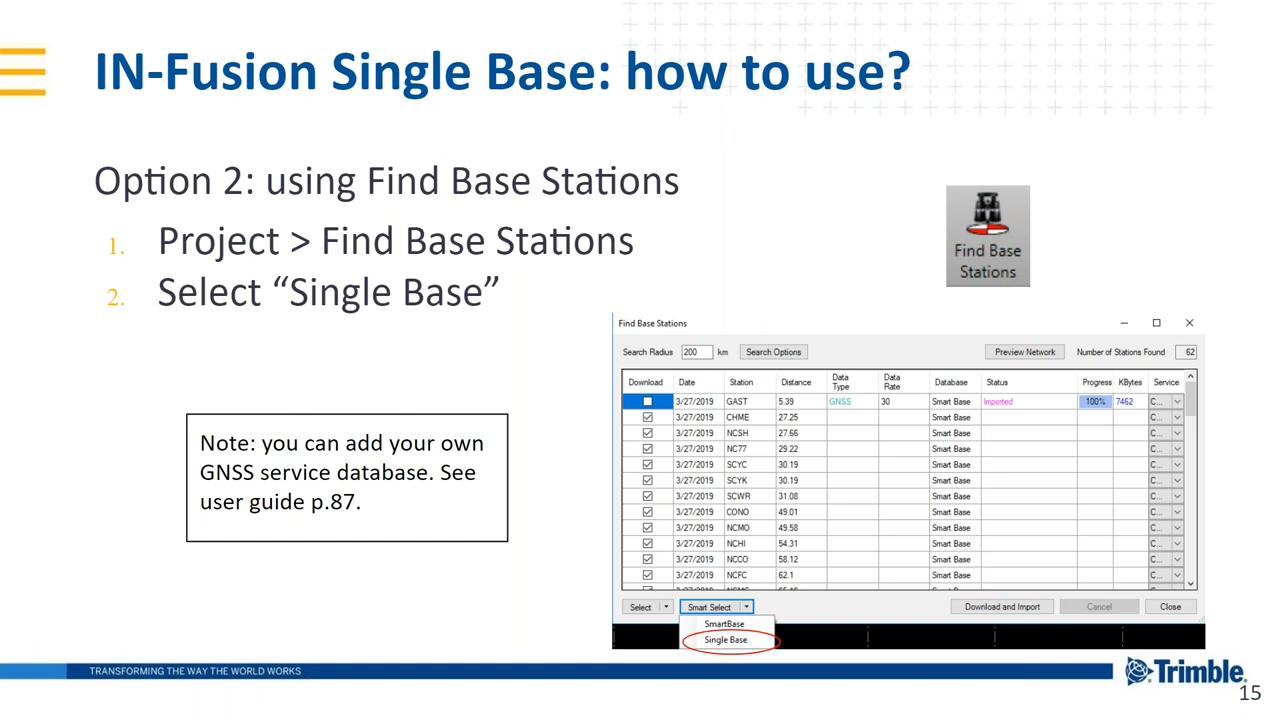 IN-Fusion Single Base: how to use?
Option 2: using Find Base Stations
1. Project > Find Base Stations
2. Select “Single Base”
Find Base
Stations
Note: you can add your own
GNSS service database. See
user guide p.87.
Find Base Stations
Search Radius 200 km Search Options Preview Network Number of Stations Found 62
Download Date Station Distance Data Type Data Rate Database Status Progress KBytes Service
3/27/2019 GAST 5.39 GNSS 30 Smart Base Imported 100% 7462 C...
3/27/2019 CHME 27.25 Smart Base C...
3/27/2019 NCSH 27.66 Smart Base C...
3/27/2019 NC77 29.22 Smart Base C...
3/27/2019 SCYC 30.19 Smart Base C...
3/27/2019 SCYK 30.19 Smart Base C...
3/27/2019 SCWR 31.08 Smart Base C...
3/27/2019 CONO 49.01 Smart Base C...
3/27/2019 NCMO 49.58 Smart Base C...
3/27/2019 NCHI 54.31 Smart Base C...
3/27/2019 NCCO 58.12 Smart Base C...
3/27/2019 NCFC 62.1 Smart Base C...
Select Smart Select Download and Import Cancel Close
SmartBase
Single Base
TRANSFORMING THE WAY THE WORLD WORKS
Trimble.
15